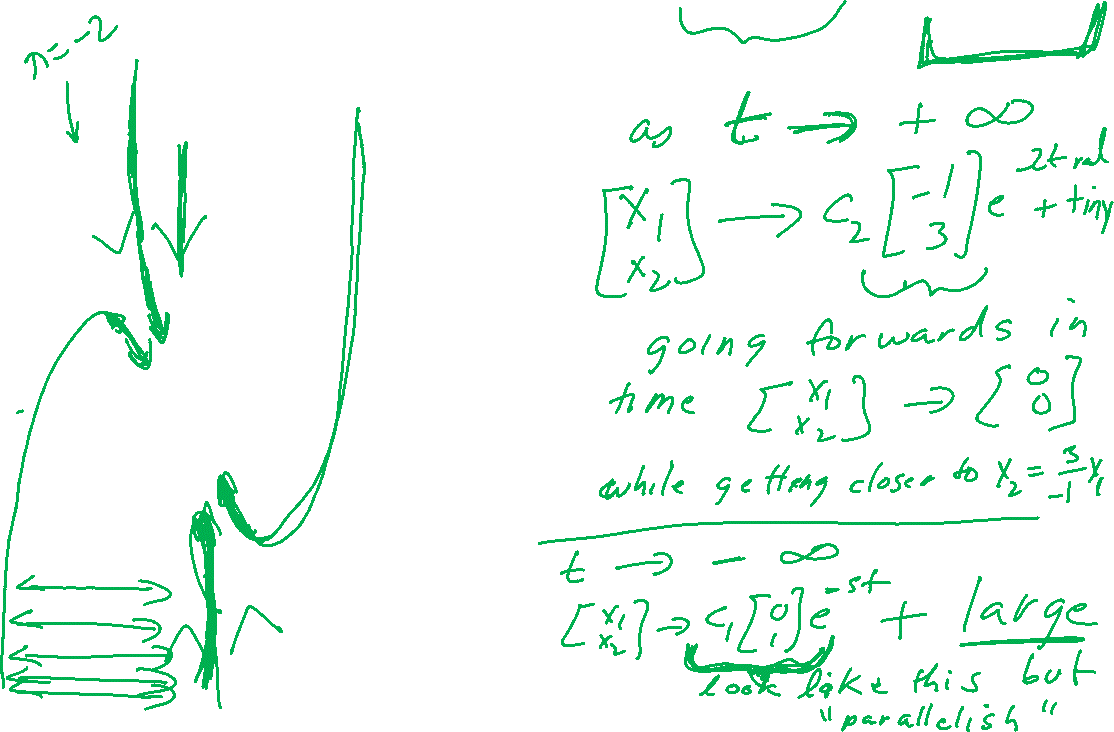 n = -2
as t → + ∞
[x₁ x₂] → c₂ [-1 3] e + tiny
going forwards in
time [x₁ x₂] → [0 0]
while getting closer to x₂ = 3/-1 x₁
t → - ∞
[x₁ x₂] → c₁ [0 1] e^-5t + large
look like this but
"parallelish"